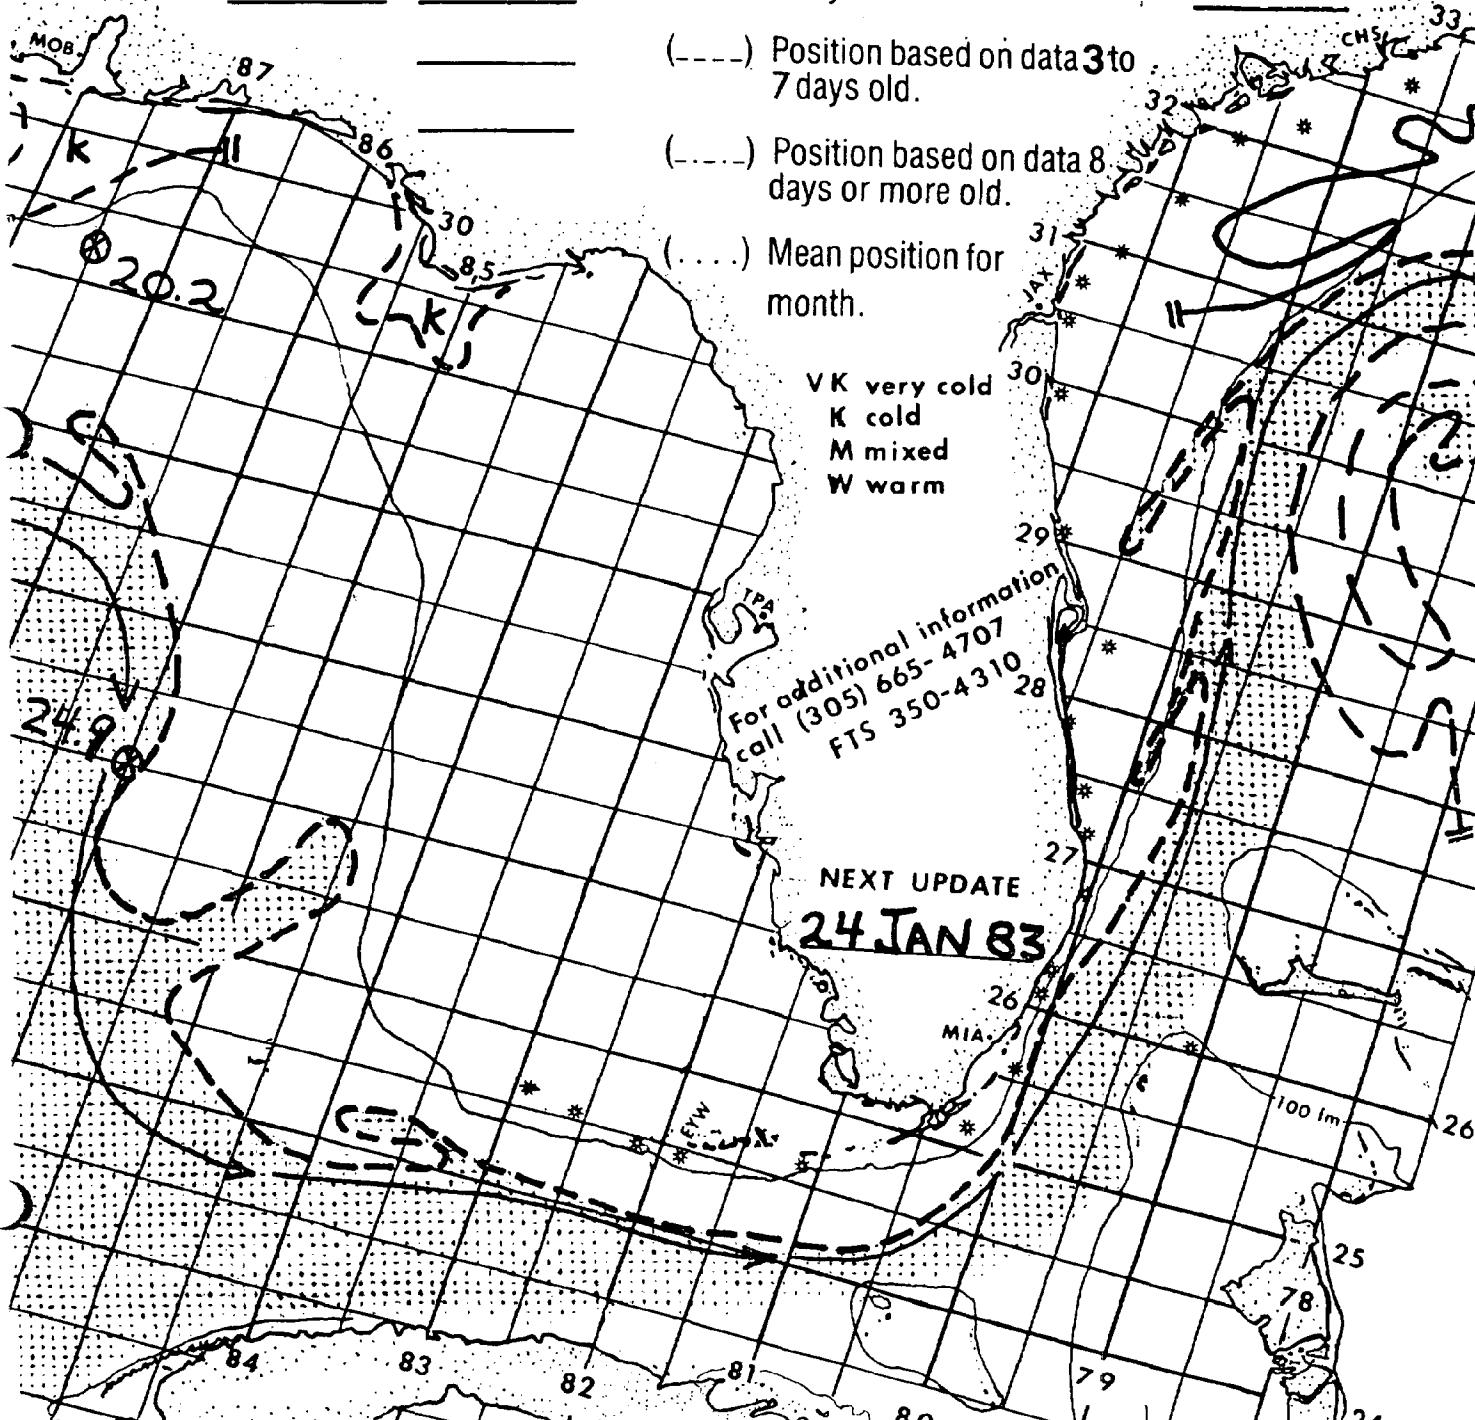 33
CHS
MOB.
87
(----) Position based on data 3 to
7 days old.
32
86
(_._._) Position based on data 8
days or more old.
K
30
31
(....) Mean position for
month.
85
JAX
20.2
K
VK very cold
K cold
M mixed
W warm
30
29
TPA
For additional information
call (305) 665-4707
FTS 350-4310
28
24.9
27
NEXT UPDATE
24 JAN 83
26
MIA.
EYW
100 fm
26
25
78
84
83
82
81
79
80